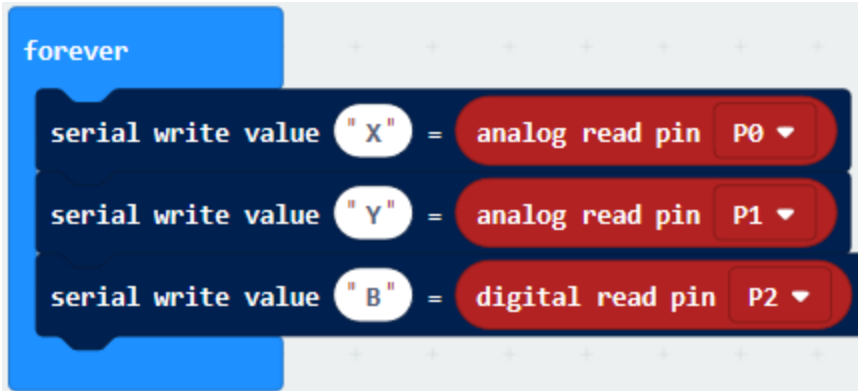 forever
serial write value "X" = analog read pin P0
serial write value "Y" = analog read pin P1
serial write value "B" = digital read pin P2